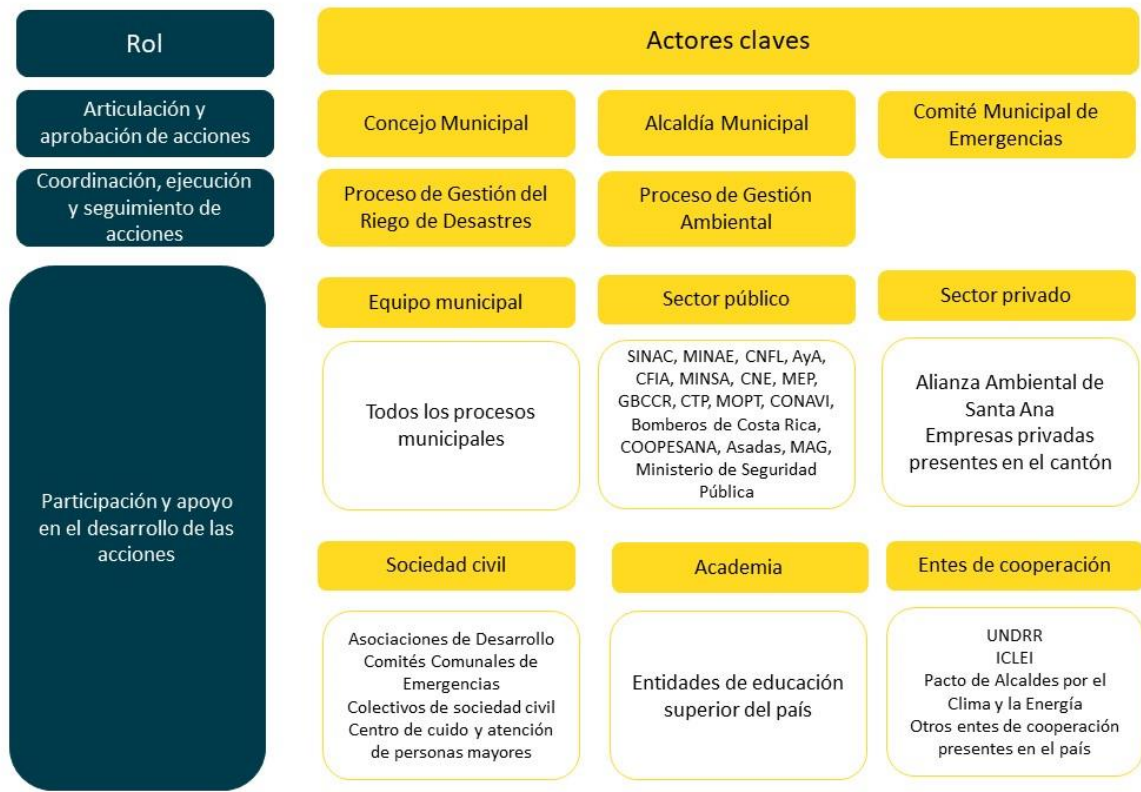 Rol
Actores claves
Articulación y
aprobación de acciones
Concejo Municipal
Alcaldía Municipal
Comité Municipal de
Emergencias
Coordinación, ejecución
y seguimiento de
acciones
Proceso de Gestión del
Riego de Desastres
Proceso de Gestión
Ambiental
Participación y apoyo
en el desarrollo de las
acciones
Equipo municipal
Sector público
Sector privado
Todos los procesos
municipales
SINAC, MINAE, CNFL, AyA,
CFIA, MINSA, CNE, MEP,
GBCCR, CTP, MOPT, CONAVI,
Bomberos de Costa Rica,
COOPESANA, Asadas, MAG,
Ministerio de Seguridad
Pública
Alianza Ambiental de
Santa Ana
Empresas privadas
presentes en el cantón
Sociedad civil
Academia
Entes de cooperación
Asociaciones de Desarrollo
Comités Comunales de
Emergencias
Colectivos de sociedad civil
Centro de cuido y atención
de personas mayores
Entidades de educación
superior del país
UNDRR
ICLEI
Pacto de Alcaldes por el
Clima y la Energía
Otros entes de cooperación
presentes en el país